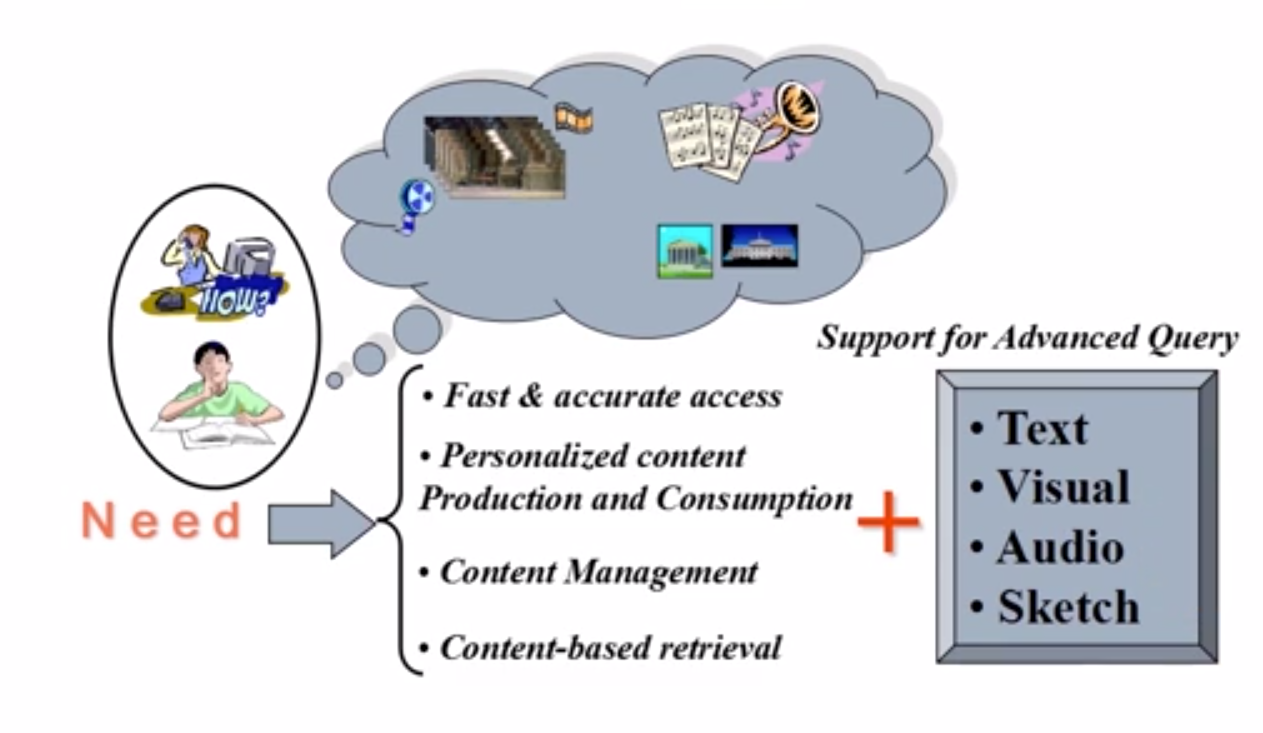 HOW?
Support for Advanced Query
• Fast & accurate access
• Personalized content
Production and Consumption
• Content Management
• Content-based retrieval
Need
+
• Text
• Visual
• Audio
• Sketch